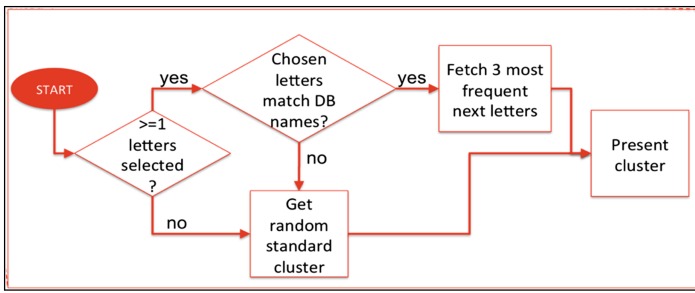 START
>=1
letters
selected
?
yes
Chosen
letters
match DB
names?
yes
Fetch 3 most
frequent
next letters
Present
cluster
no
no
Get
random
standard
cluster